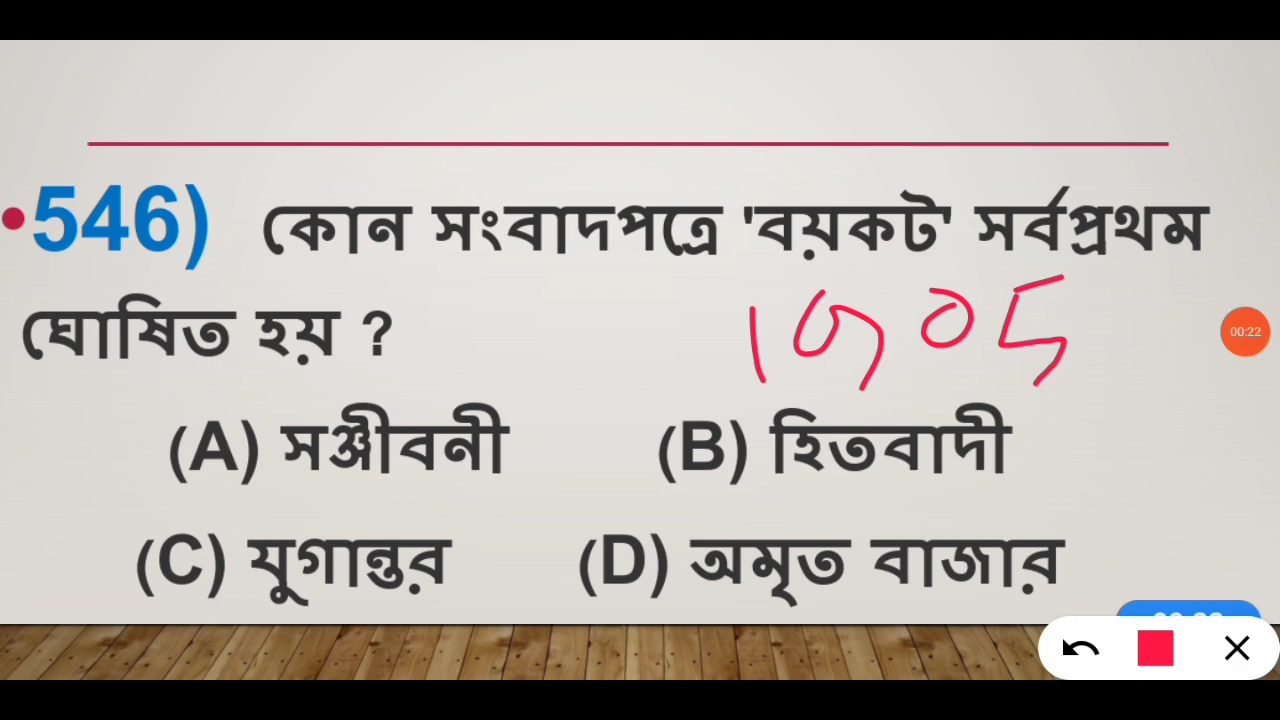 •546) কোন সংবাদপত্রে 'বয়কট' সর্বপ্রথম
ঘোষিত হয় ?
1905
00:22
(A) সঞ্জীবনী (B) হিতবাদী
(C) যুগান্তর (D) অমৃত বাজার